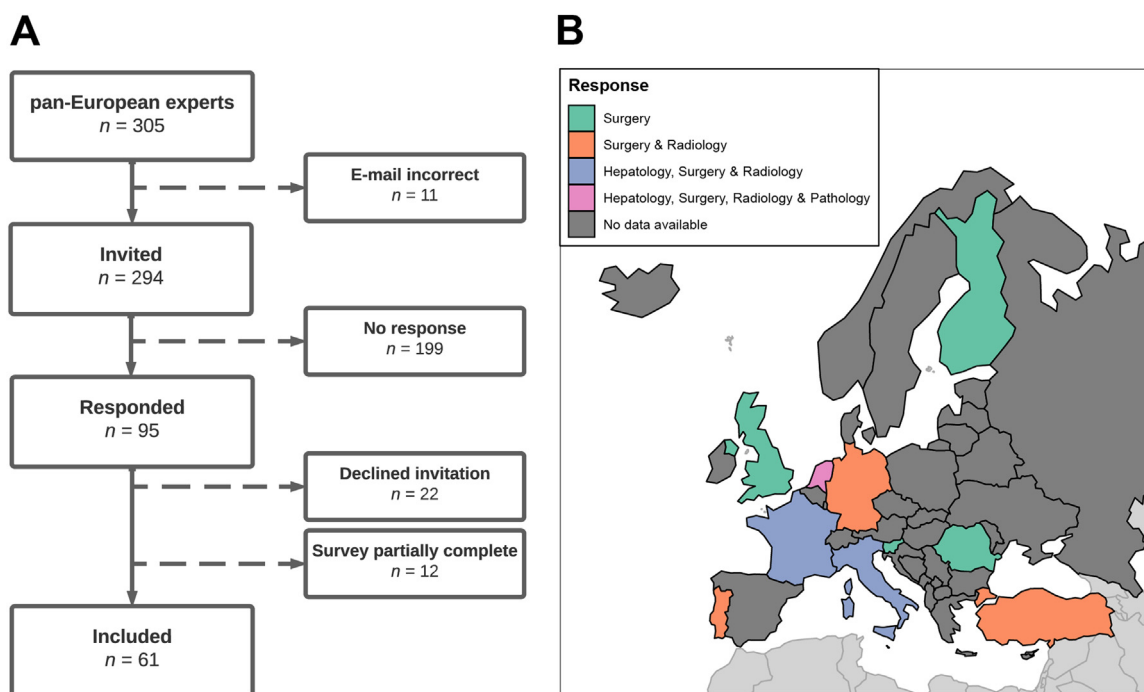 A
pan-European experts
n = 305
E-mail incorrect
n = 11
Invited
n = 294
No response
n = 199
Responded
n = 95
Declined invitation
n = 22
Survey partially complete
n = 12
Included
n = 61
B
Response
Surgery
Surgery & Radiology
Hepatology, Surgery & Radiology
Hepatology, Surgery, Radiology & Pathology
No data available